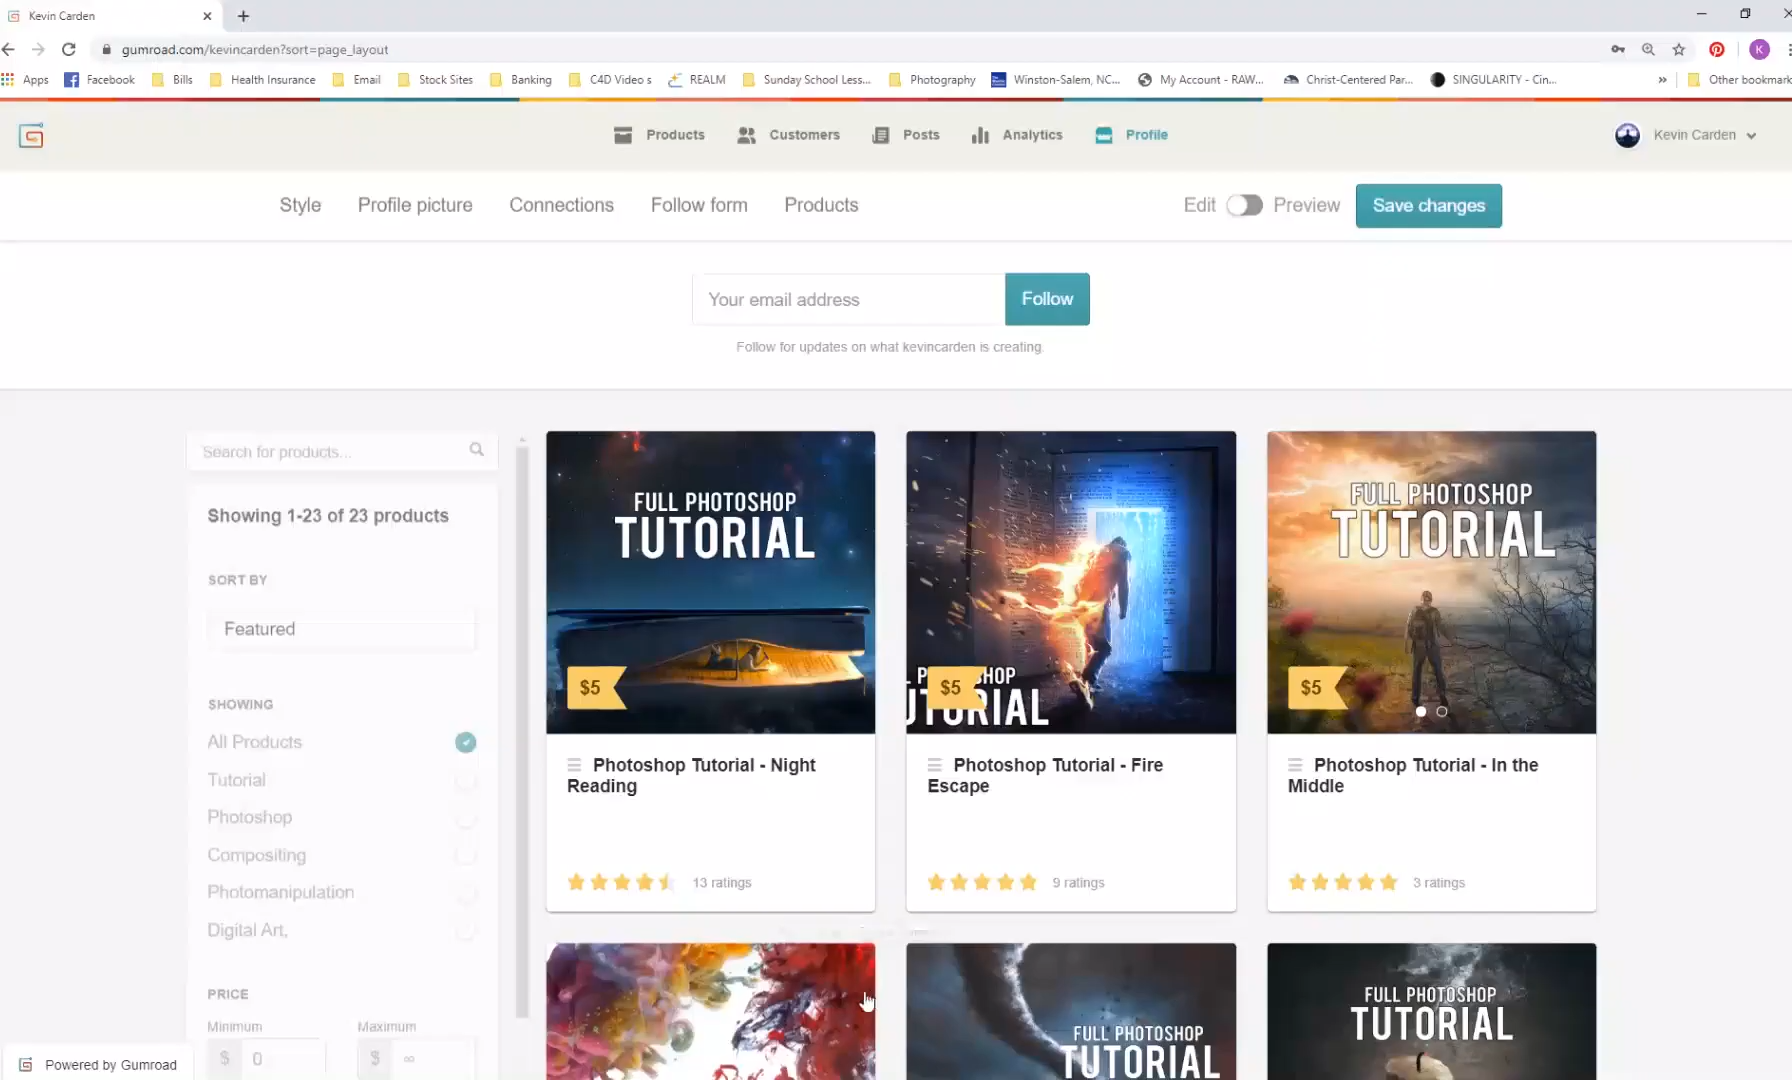 Kevin Carden
gumroad.com/kevincarden?sort=page_layout
K
Apps Facebook Bills Health Insurance Email Stock Sites Banking C4D Video s REALM Sunday School Less... Photography Winston-Salem, NC... My Account - RAW... Christ-Centered Par... SINGULARITY - Cin... » Other bookmark
Products Customers Posts Analytics Profile Kevin Carden
Style Profile picture Connections Follow form Products Edit Preview Save changes
Your email address Follow
Follow for updates on what kevincarden is creating.
Search for products...
Showing 1-23 of 23 products
SORT BY
Featured
SHOWING
All Products
Tutorial
Photoshop
Compositing
Photomanipulation
Digital Art,
PRICE
Minimum Maximum
$ 0 $ ∞
FULL PHOTOSHOP
TUTORIAL
$5
Photoshop Tutorial - Night
Reading
13 ratings
$5
Photoshop Tutorial - Fire
Escape
9 ratings
FULL PHOTOSHOP
TUTORIAL
$5
Photoshop Tutorial - In the
Middle
3 ratings
FULL PHOTOSHOP
TUTORIAL
FULL PHOTOSHOP
TUTORIAL
Powered by Gumroad